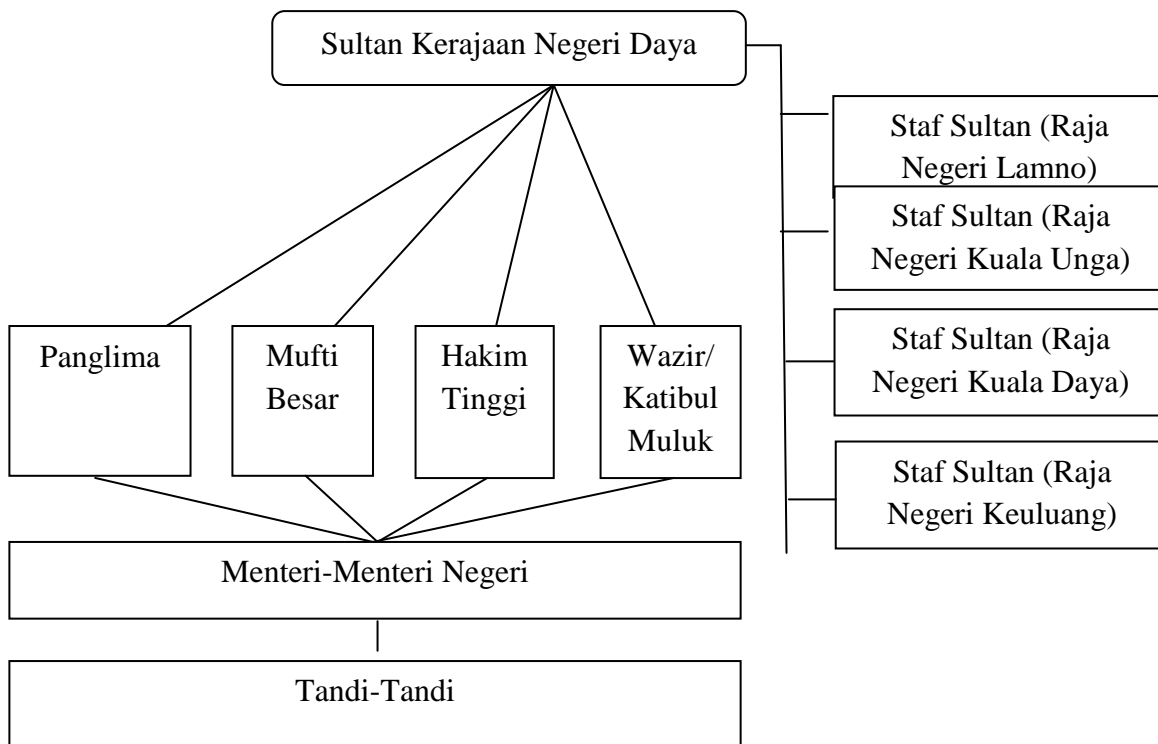 Sultan Kerajaan Negeri Daya
Staf Sultan (Raja
Negeri Lamno)
Staf Sultan (Raja
Negeri Kuala Unga)
Staf Sultan (Raja
Negeri Kuala Daya)
Staf Sultan (Raja
Negeri Keuluang)
Panglima
Mufti
Besar
Hakim
Tinggi
Wazir/
Katibul
Muluk
Menteri-Menteri Negeri
Tandi-Tandi